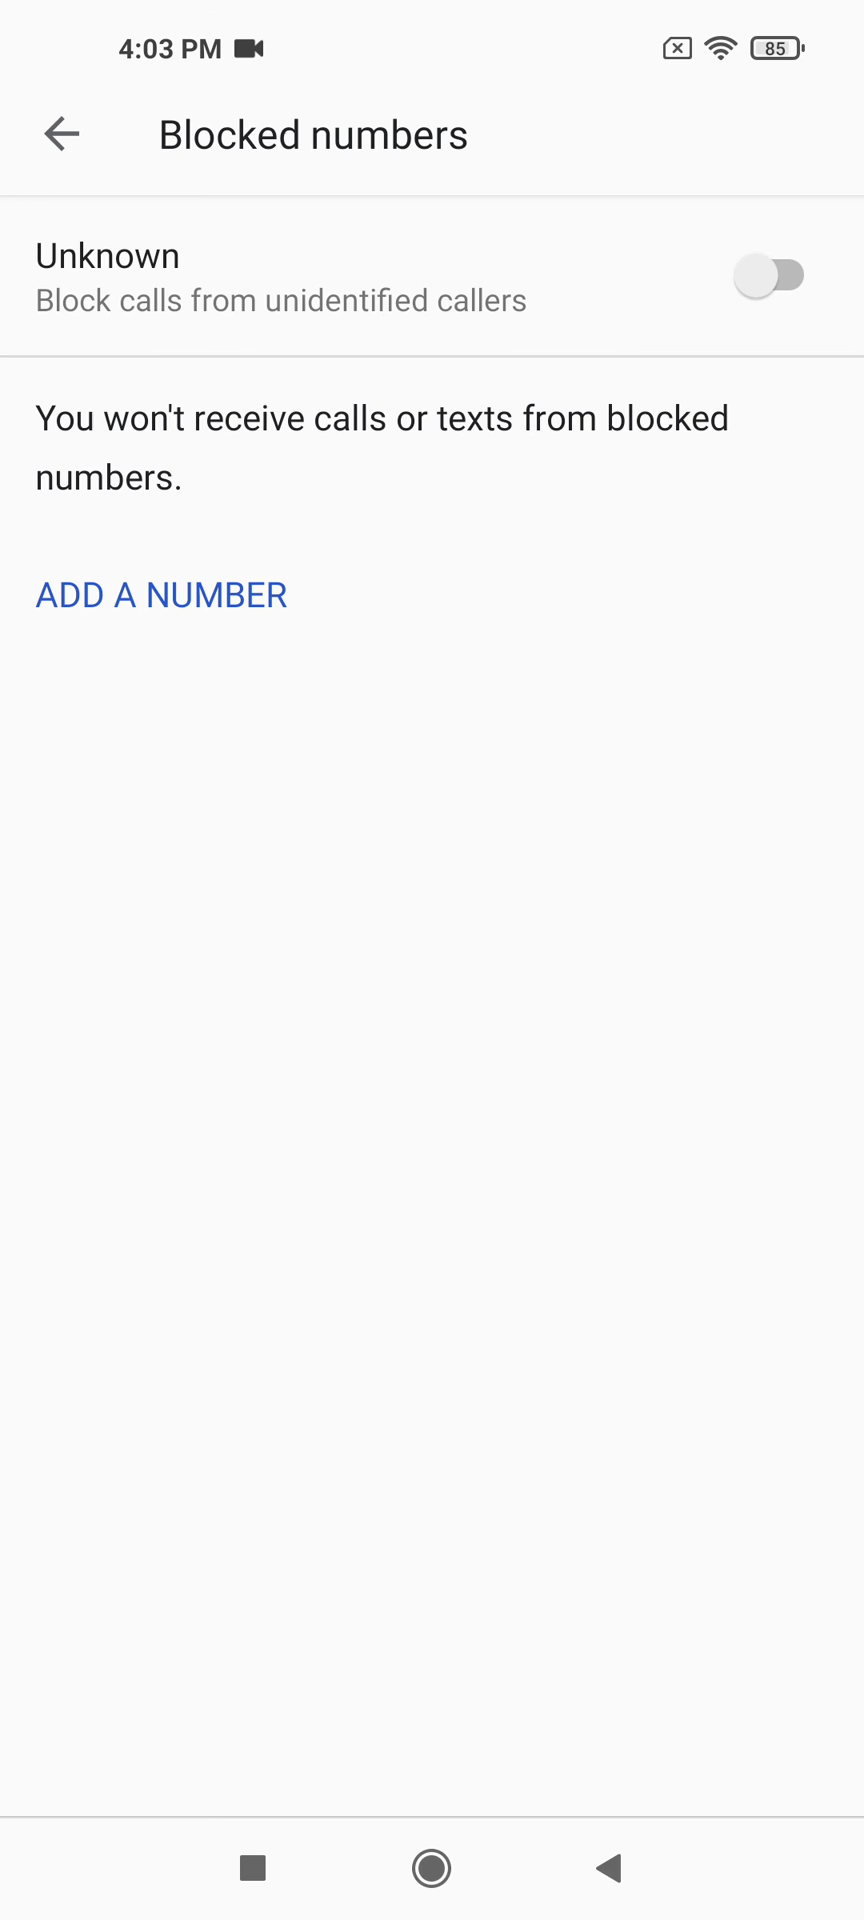 4:03 PM
85
Blocked numbers
Unknown
Block calls from unidentified callers
You won't receive calls or texts from blocked
numbers.
ADD A NUMBER